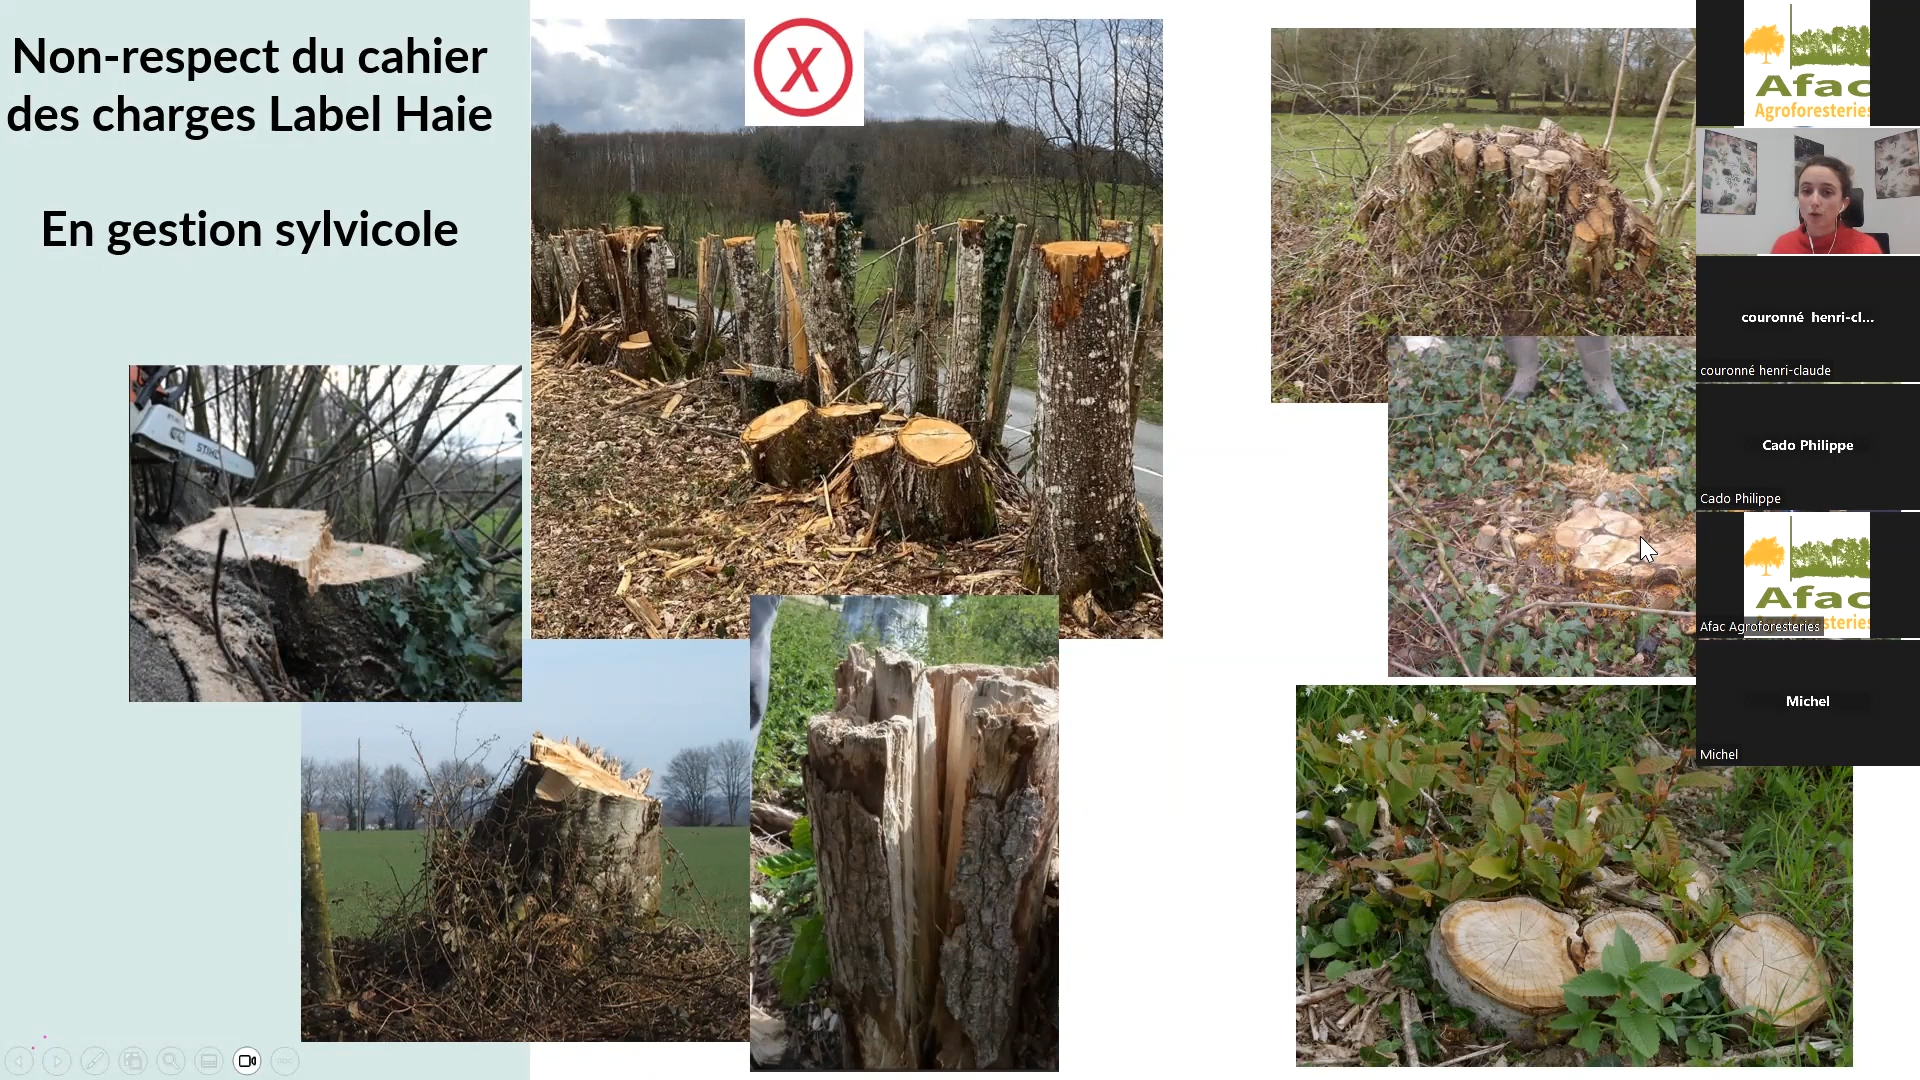 Non-respect du cahier
des charges Label Haie
En gestion sylvicole
X
STIHL
Afac
Agroforesteries
couronné henri-cl...
couronné henri-claude
Cado Philippe
Cado Philippe
Afac
steries
Afac Agroforesteries
Michel
Michel